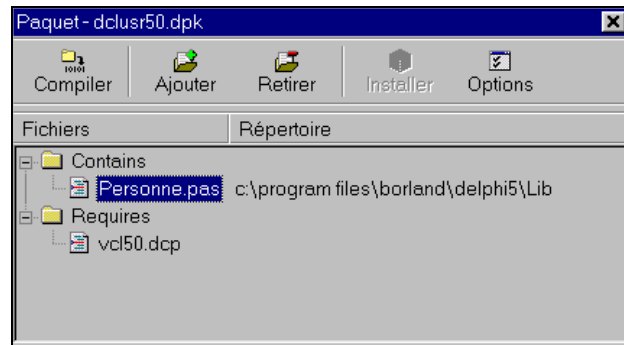 Paquet - dclusr50.dpk
Compiler Ajouter Retirer Installer Options
Fichiers Répertoire
Contains
Personne.pas c:\program files\borland\delphi5\Lib
Requires
vcl50.dcp